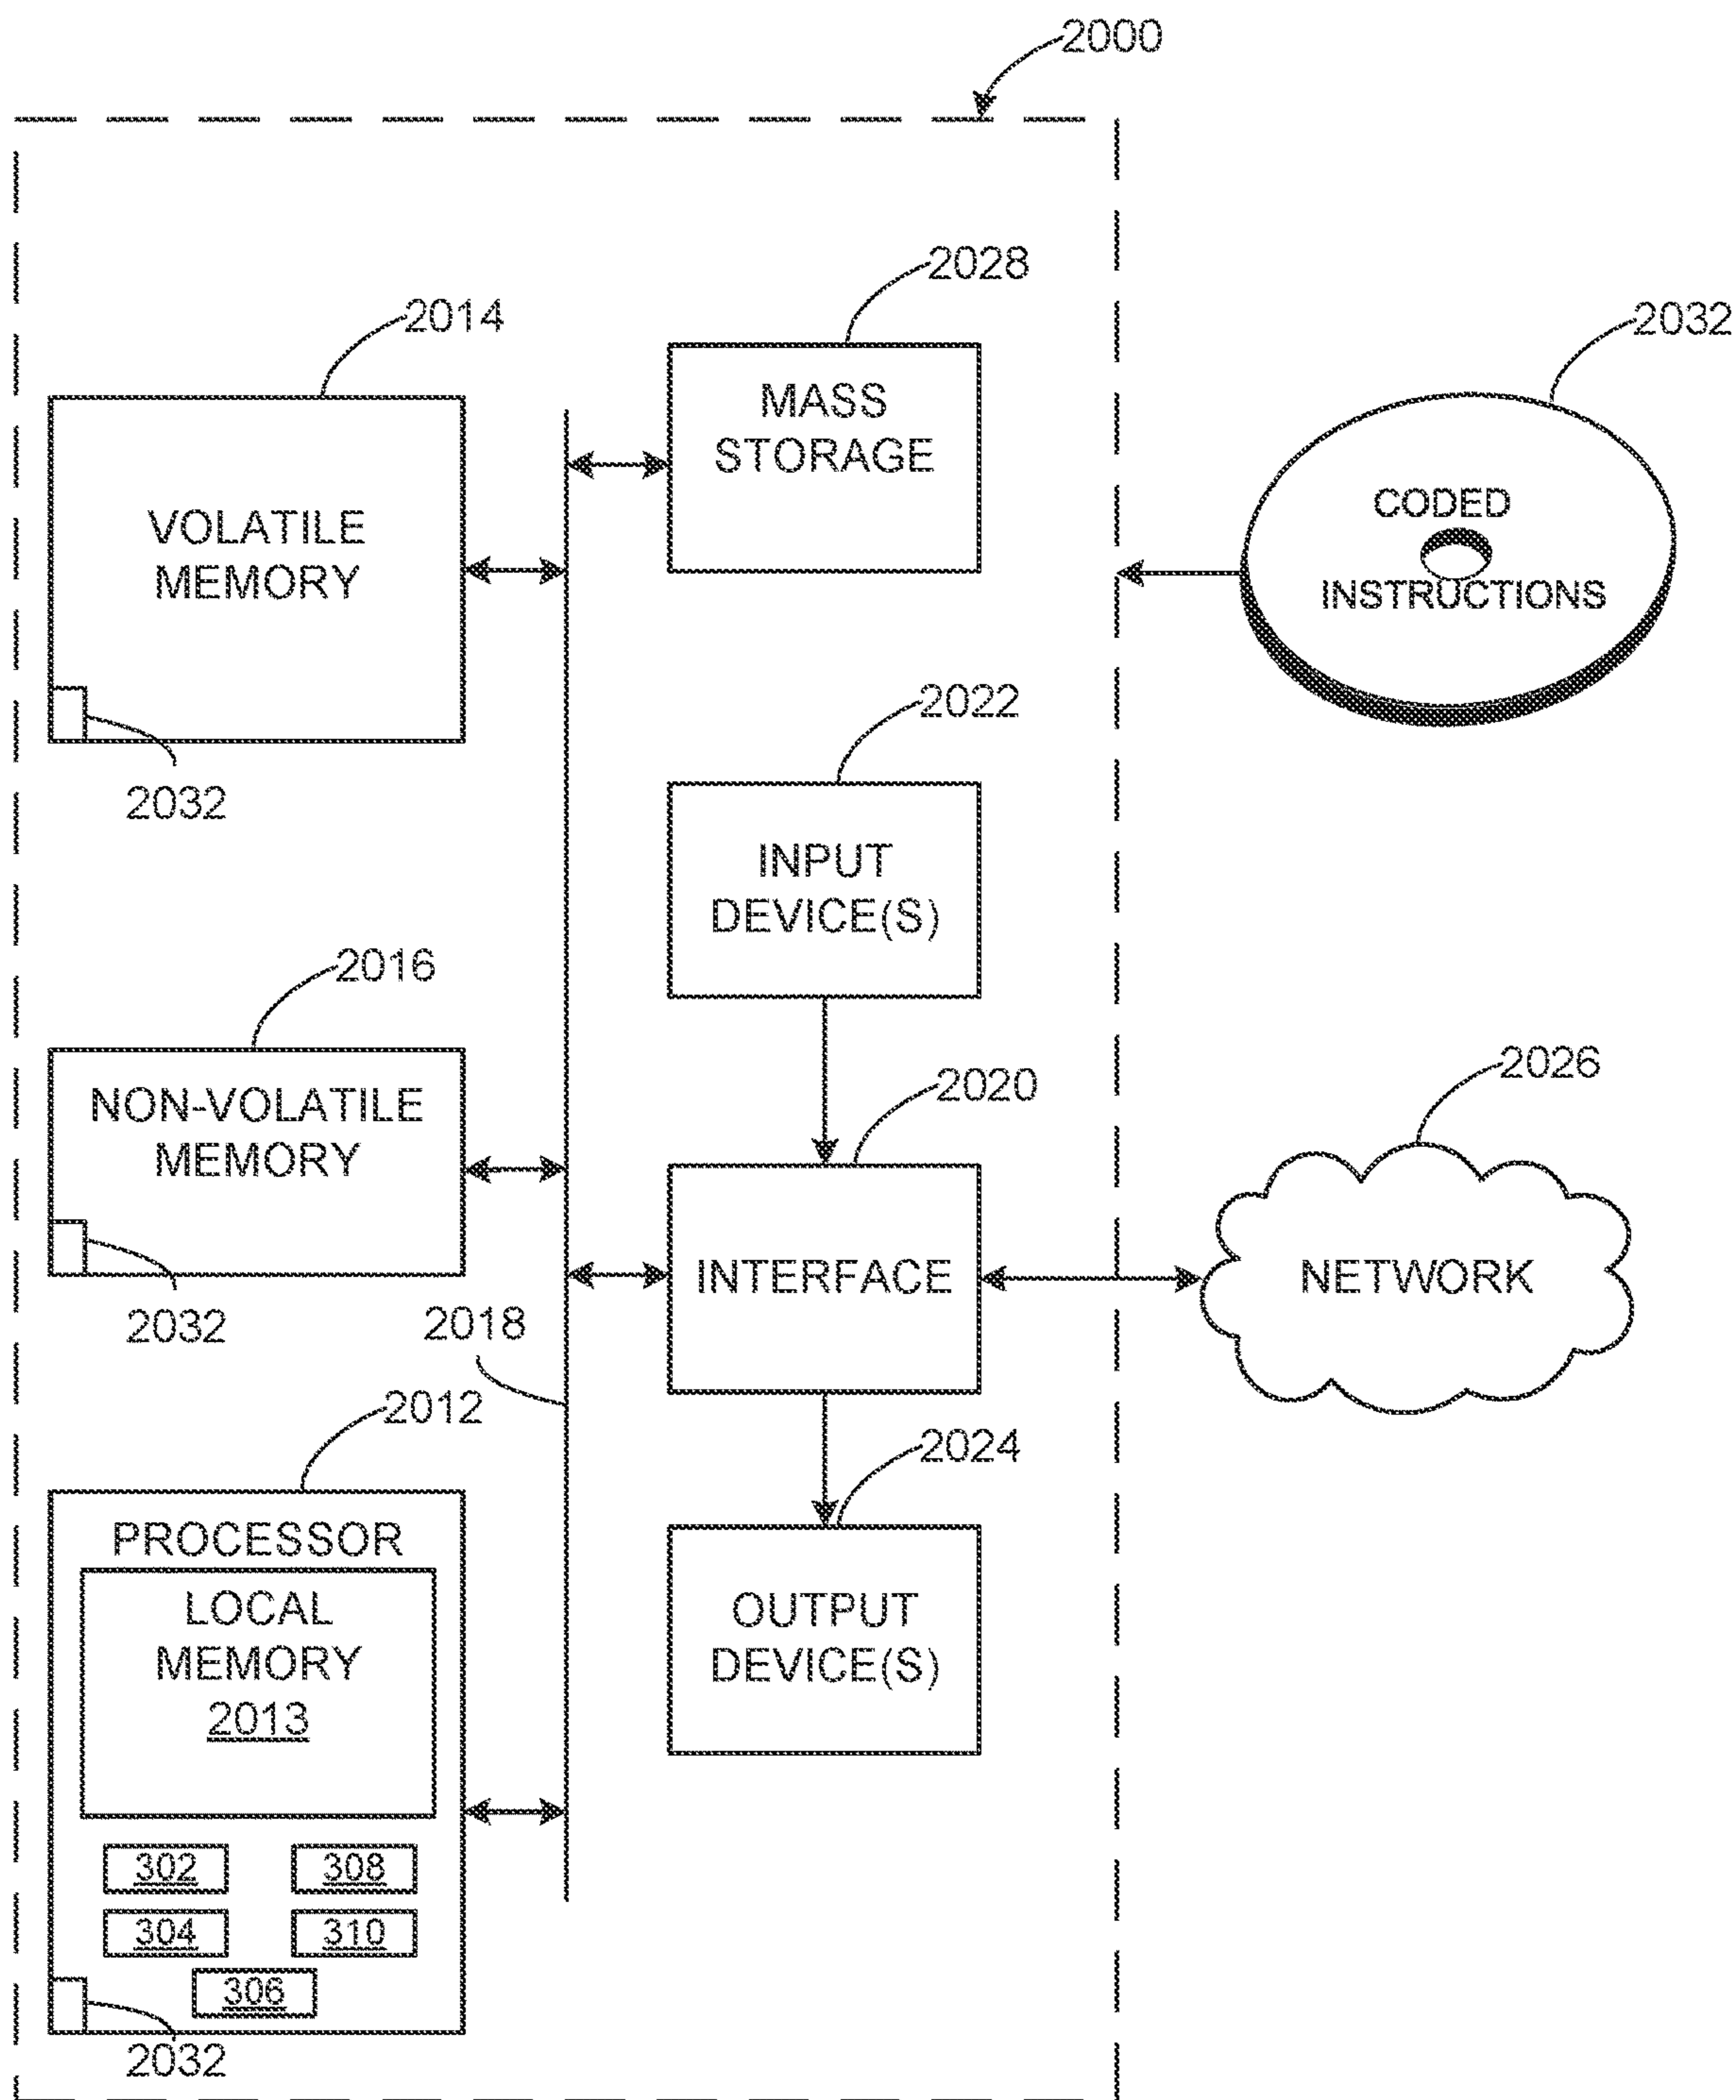 2000
2028
2014
2032
MASS
STORAGE
VOLATILE
MEMORY
CODED
INSTRUCTIONS
2022
2032
INPUT
DEVICE(S)
2016
2020
2026
NON-VOLATILE
MEMORY
INTERFACE
NETWORK
2032
2018
2012
2024
PROCESSOR
LOCAL
MEMORY
2013
OUTPUT
DEVICE(S)
302
308
304
310
306
2032